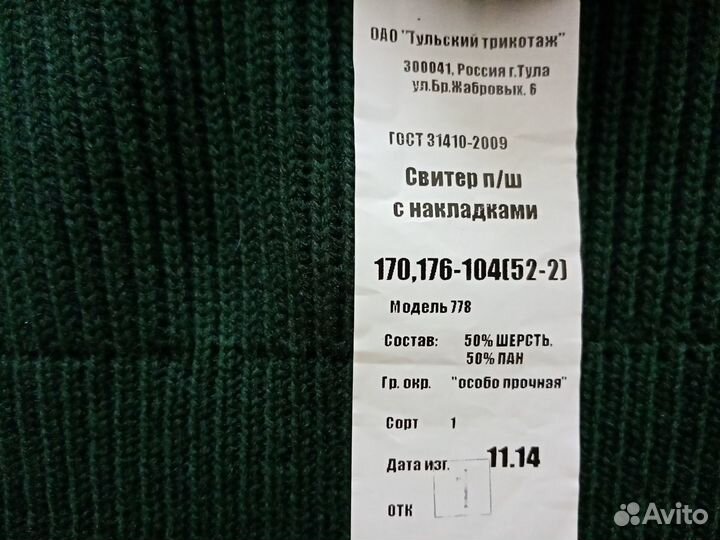 ОАО "Тульский трикотаж"
300041, Россия г.Тула
ул.Бр.Жабровых. 6
ГОСТ 31410-2009
Свитер п/ш
с накладками
170,176-104(52-2)
Модель 778
Состав: 50% ШЕРСТЬ,
50% ПАН
Гр. окр. "особо прочная"
Сорт 1
Дата изг. 11.14
ОТК
Avito